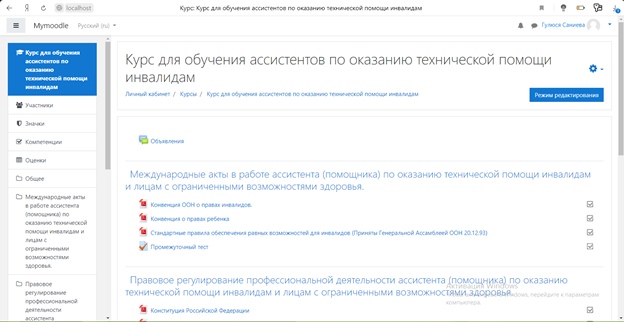 localhost
Курс: Курс для обучения ассистентов по оказанию технической помощи инвалидам
Mymoodle
Русский (ru)
Гулюся Саниева
Курс для обучения
ассистентов по
оказанию
технической помощи
инвалидам
Участники
Значки
Компетенции
Оценки
Общее
Международные акты
в работе ассистента
(помощника) по
оказанию технической
помощи инвалидам и
лицам с
ограниченными
возможностями
здоровья.
Правовое
регулирование
профессиональной
деятельности
ассистента
Курс для обучения ассистентов по оказанию технической помощи
инвалидам
Личный кабинет / Курсы / Курс для обучения ассистентов по оказанию технической помощи инвалидам
Режим редактирования
Объявления
Международные акты в работе ассистента (помощника) по оказанию технической помощи инвалидам
и лицам с ограниченными возможностями здоровья.
Конвенция ООН о правах инвалидов.
Конвенция о правах ребенка
Стандартные правила обеспечения равных возможностей для инвалидов (Приняты Генеральной Ассамблеей ООН 20.12.93)
Промежуточный тест
Правовое регулирование профессиональной деятельности ассистента (помощника) по оказанию
технической помощи инвалидам и лицам с ограниченными возможностями здоровья.
Активация Windows
перейдите к параметрам
компьютера.
Конституция Российской Федерации